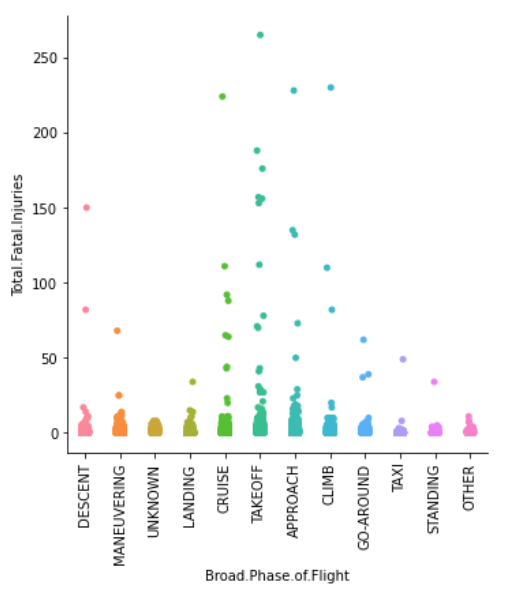 Total.Fatal.Injuries
250
200
150
100
50
0
DESCENT
MANEUVERING
UNKNOWN
LANDING
CRUISE
TAKEOFF
APPROACH
CLIMB
GO-AROUND
TAXI
STANDING
OTHER
Broad.Phase.of.Flight